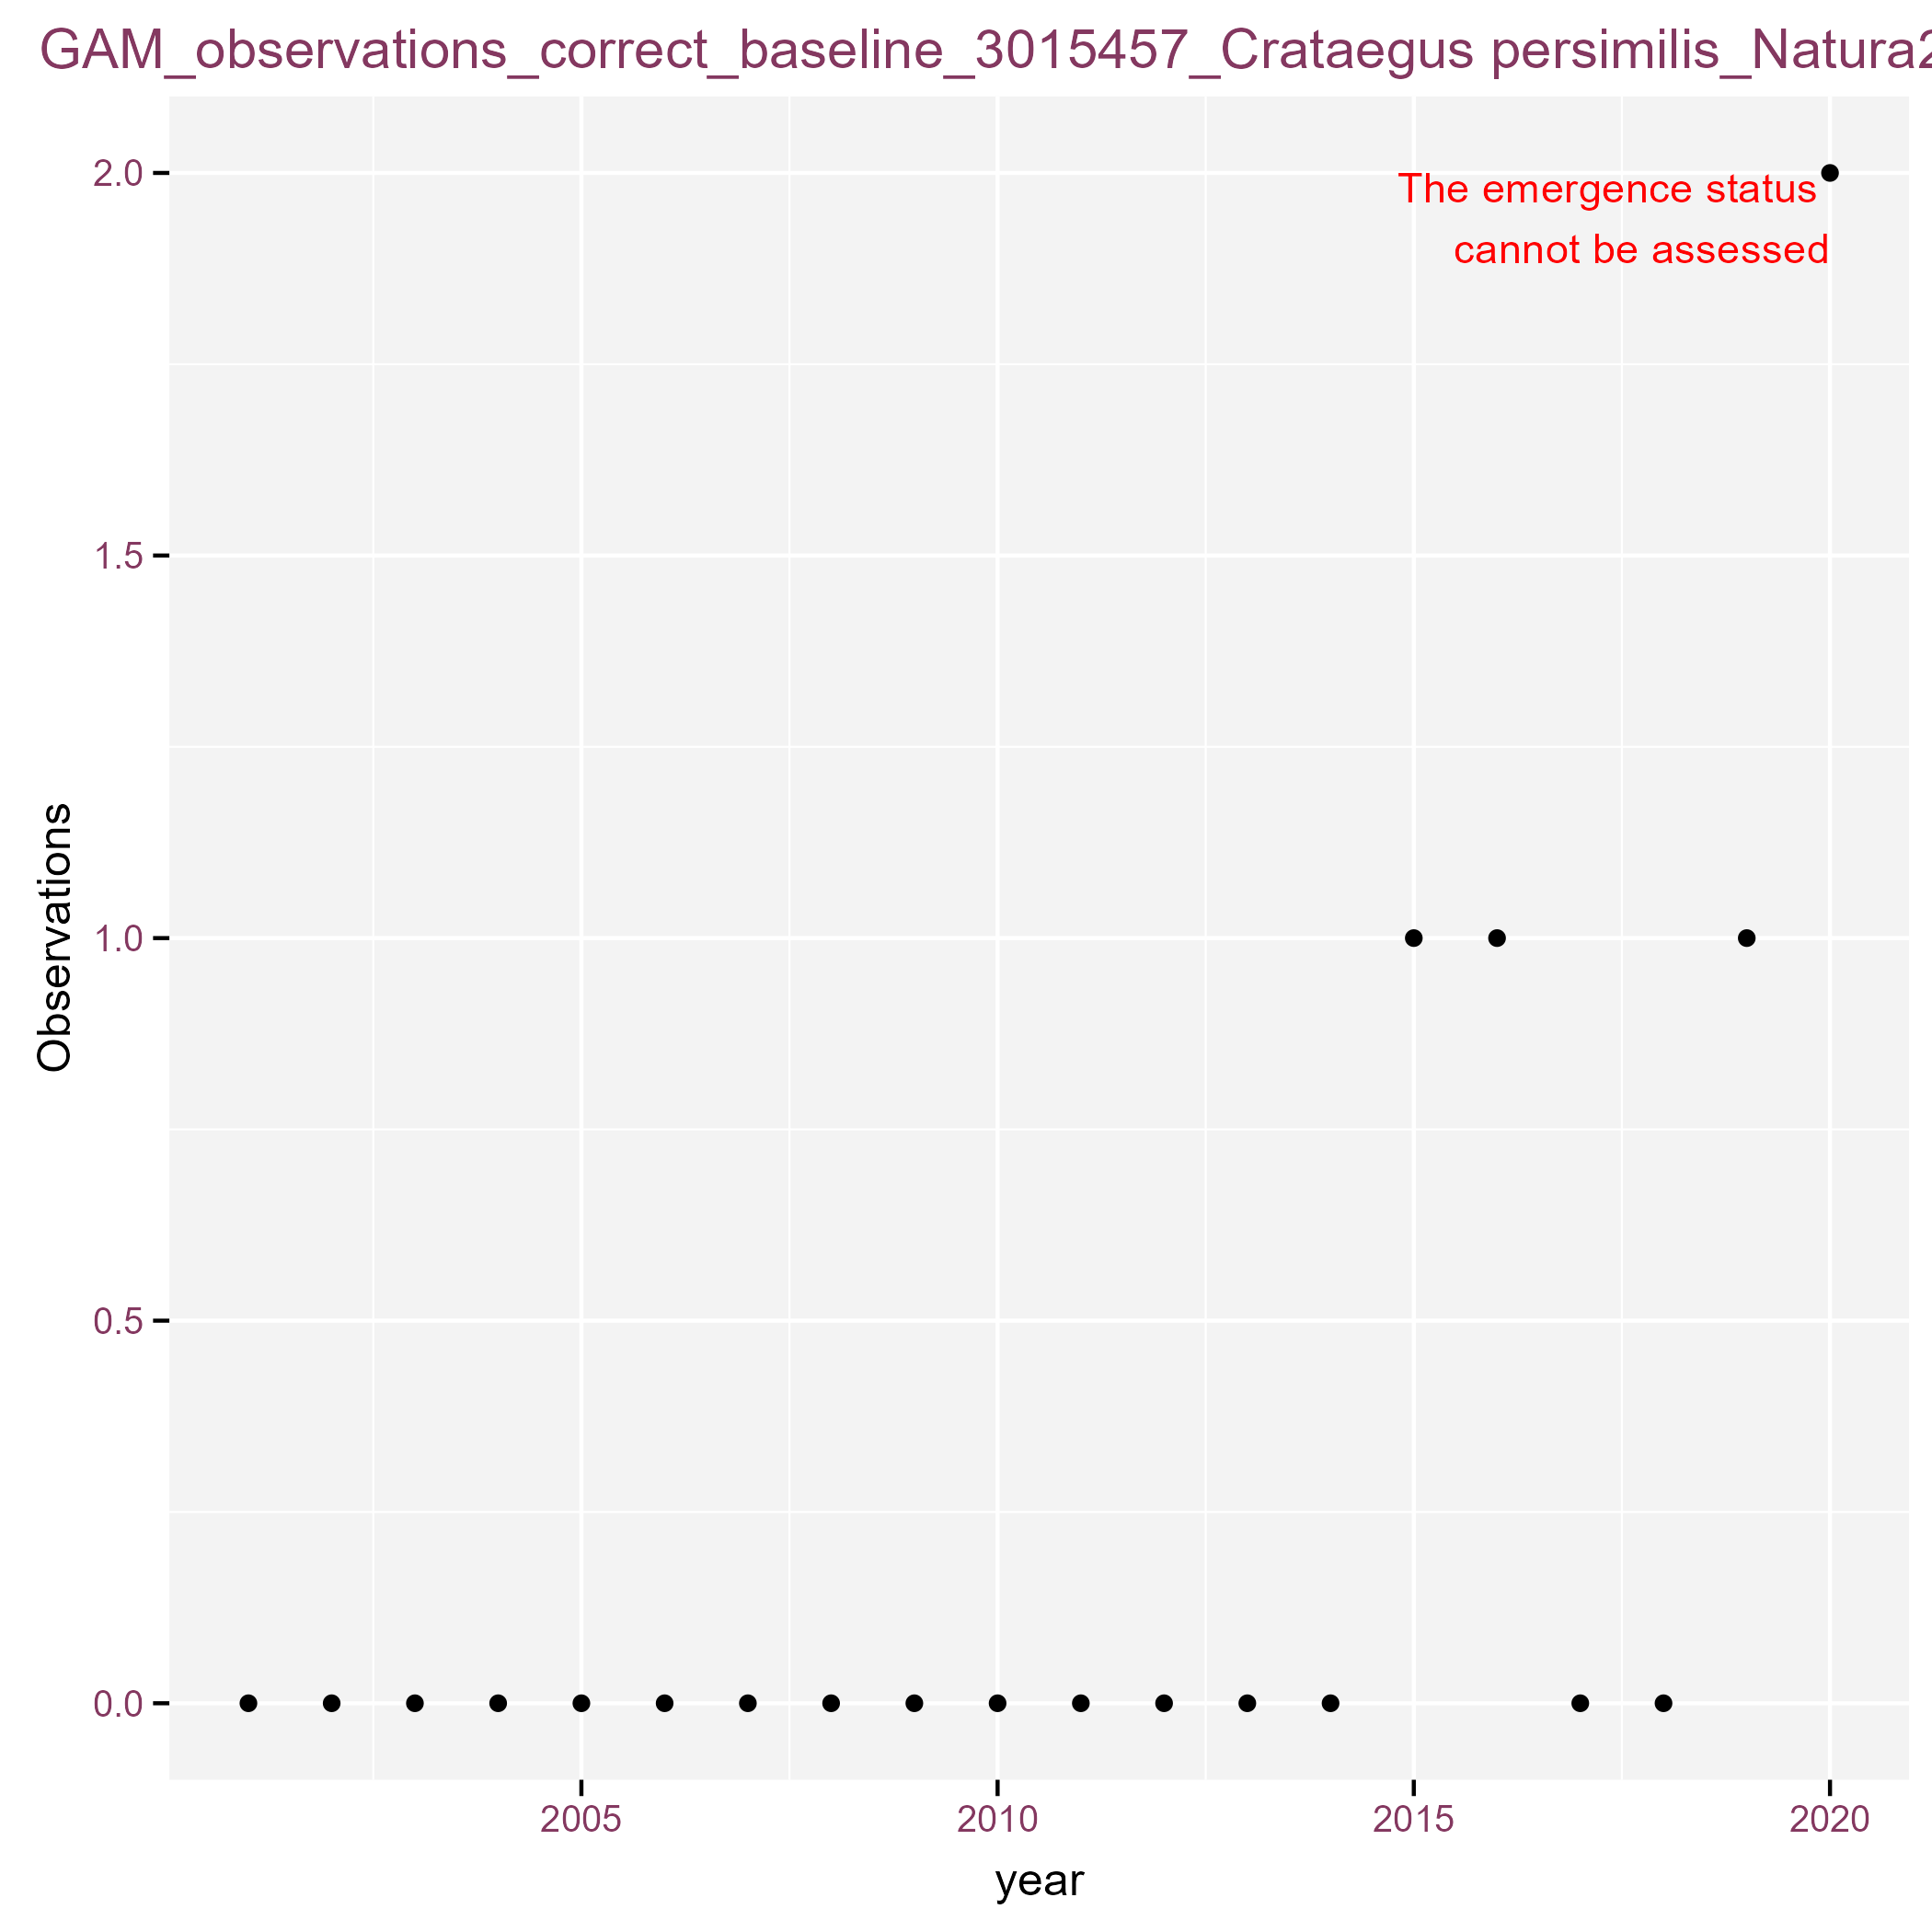 GAM_observations_correct_baseline_3015457_Crataegus persimilis_Natura2
2.0
The emergence status
cannot be assessed
1.5
1.0
Observations
0.5
0.0
2005 2010 2015 2020
year